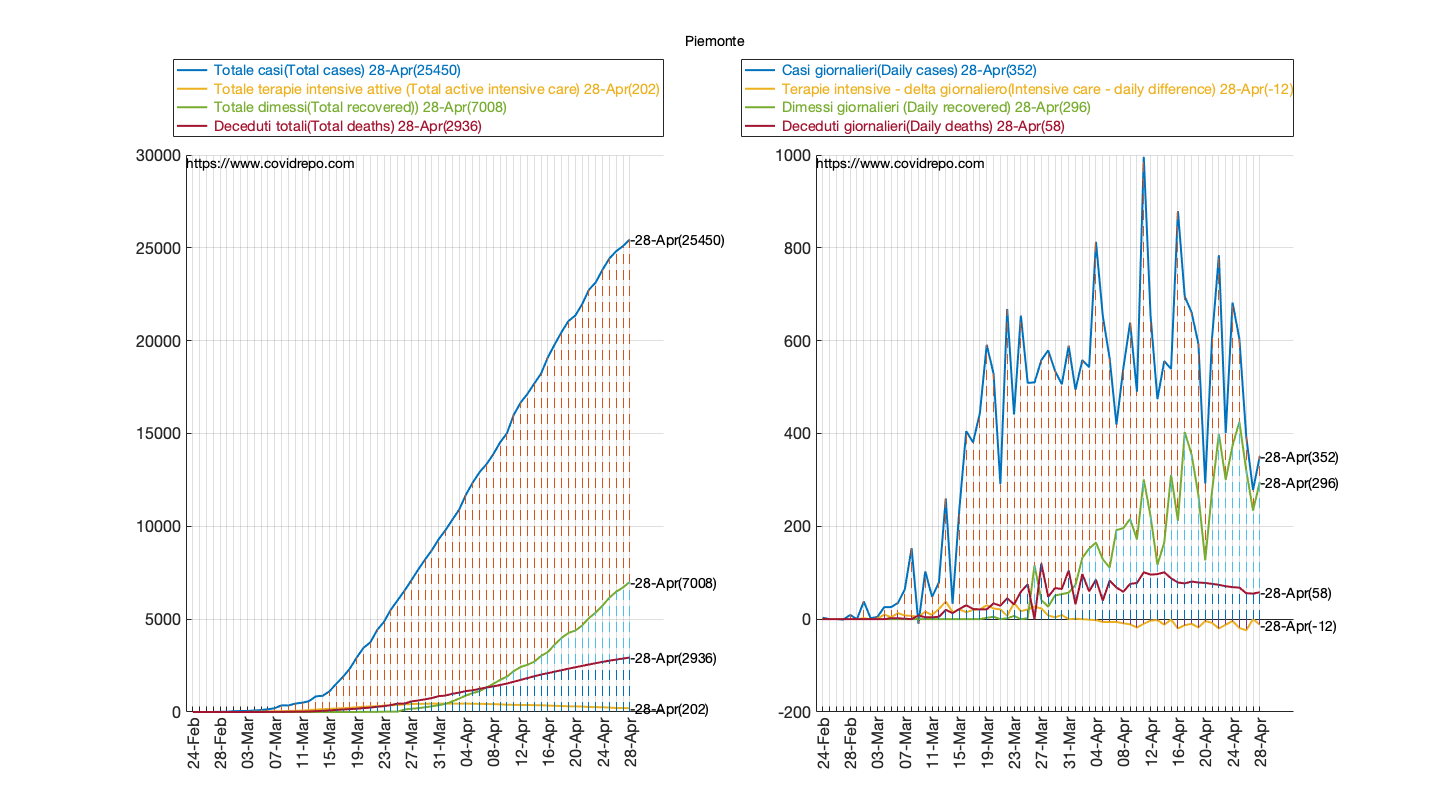 Piemonte
Totale casi(Total cases) 28-Apr(25450)
Totale terapie intensive attive (Total active intensive care) 28-Apr(202)
Totale dimessi(Total recovered)) 28-Apr(7008)
Deceduti totali(Total deaths) 28-Apr(2936)
https://www.covidrepo.com
30000
25000
20000
15000
10000
5000
0
-28-Apr(25450)
-28-Apr(7008)
-28-Apr(2936)
-28-Apr(202)
24-Feb
28-Feb
03-Mar
07-Mar
11-Mar
15-Mar
19-Mar
23-Mar
27-Mar
31-Mar
04-Apr
08-Apr
12-Apr
16-Apr
20-Apr
24-Apr
28-Apr
Casi giornalieri(Daily cases) 28-Apr(352)
Terapie intensive - delta giornaliero(Intensive care - daily difference) 28-Apr(-12)
Dimessi giornalieri (Daily recovered) 28-Apr(296)
Deceduti giornalieri(Daily deaths) 28-Apr(58)
https://www.covidrepo.com
1000
800
600
400
200
0
-200
-28-Apr(352)
-28-Apr(296)
-28-Apr(58)
-28-Apr(-12)
24-Feb
28-Feb
03-Mar
07-Mar
11-Mar
15-Mar
19-Mar
23-Mar
27-Mar
31-Mar
04-Apr
08-Apr
12-Apr
16-Apr
20-Apr
24-Apr
28-Apr